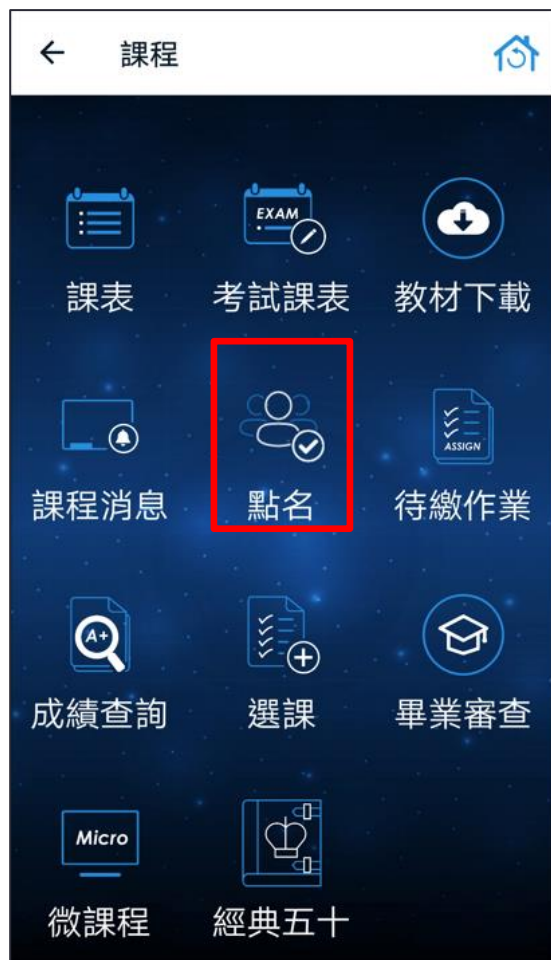 課程
EXAM
課表 考試課表 教材下載
ASSIGN
課程消息 點名 待繳作業
A+
成績查詢 選課 畢業審查
Micro
微課程 經典五十